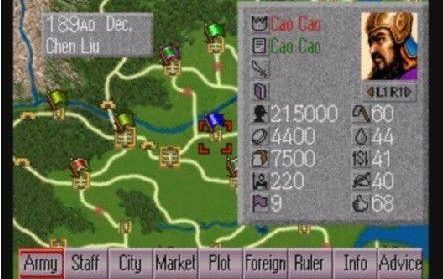 189AD Dec.
Chen Liu
Cao Cao
Cao Cao
L1R1
215000 60
4400 44
7500 41
220 40
9 68
Army Staff City Market Plot Foreign Ruler Info Advice